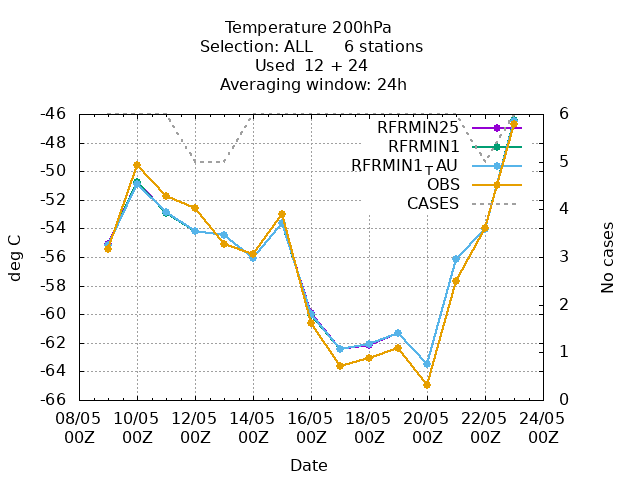 Temperature 200hPa
Selection: ALL 6 stations
Used 12 + 24
Averaging window: 24h
-46
-48
-50
-52
-54
-56
-58
-60
-62
-64
-66
deg C
6
5
4
3
2
1
0
No cases
RFRMIN25
RFRMIN1
RFRMIN1_TAU
OBS
CASES
08/05 10/05 12/05 14/05 16/05 18/05 20/05 22/05 24/05
00Z 00Z 00Z 00Z 00Z 00Z 00Z 00Z 00Z
Date